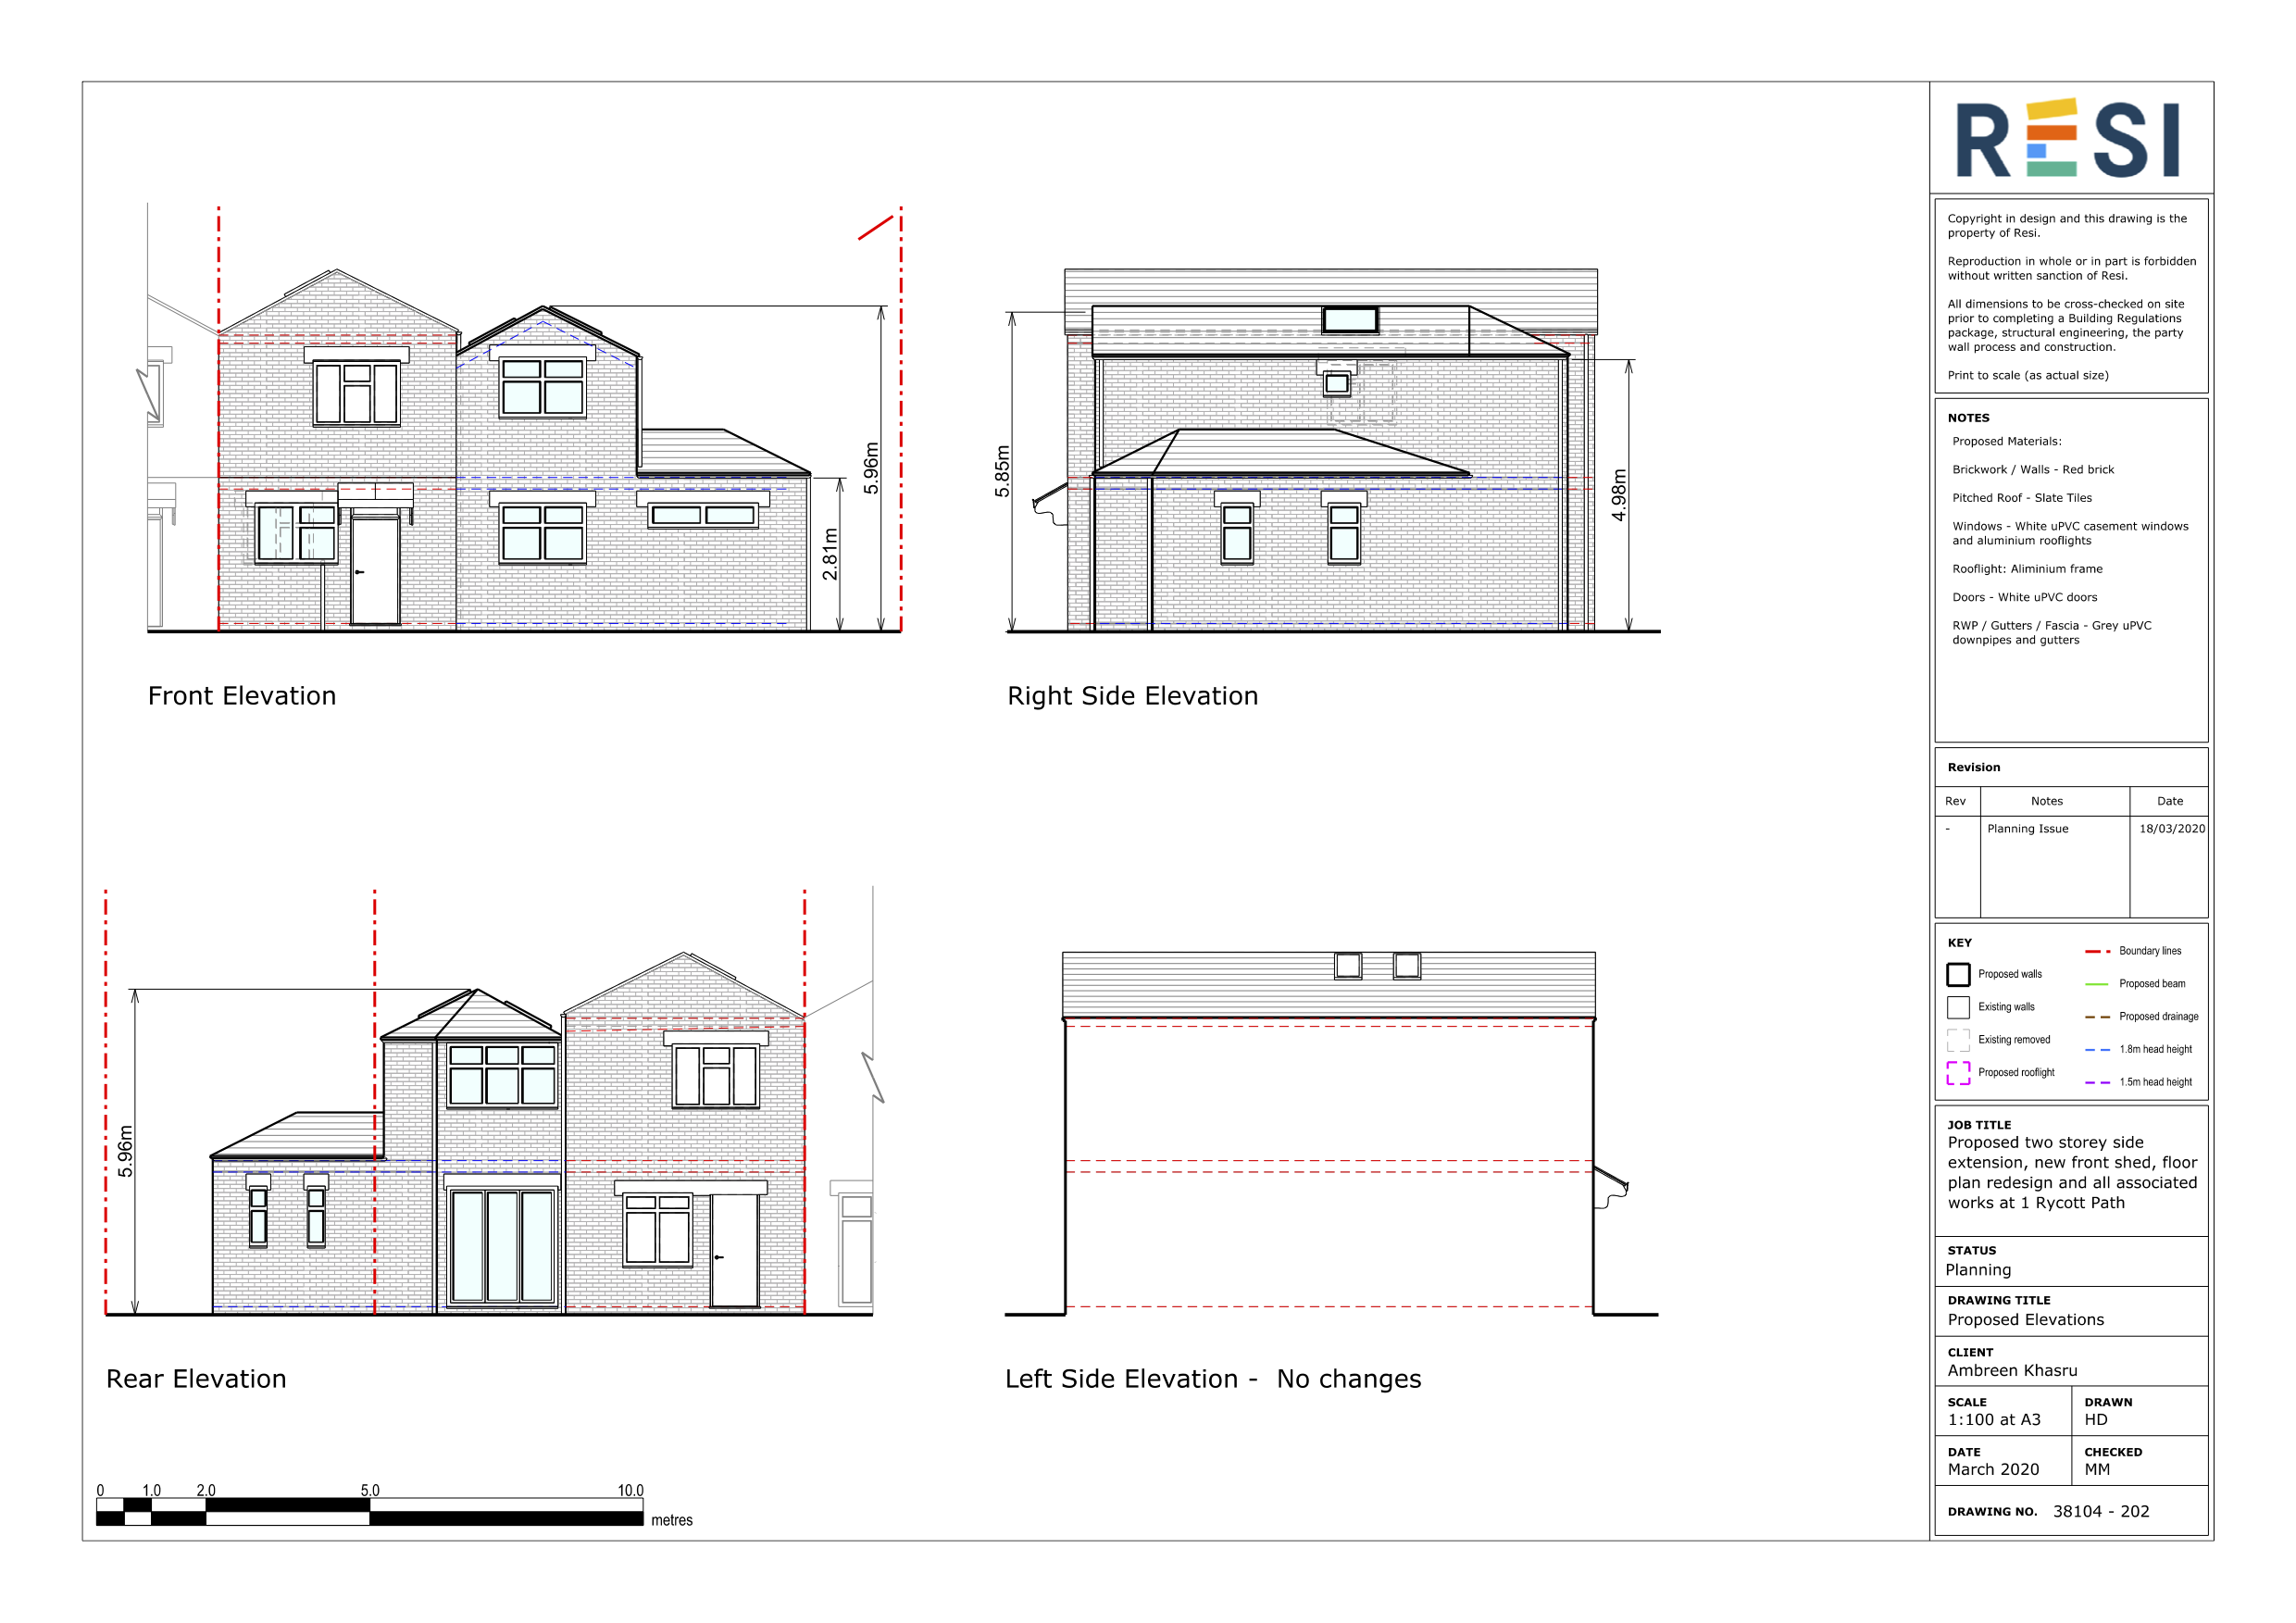 RESI
Copyright in design and this drawing is the
property of Resi.
Reproduction in whole or in part is forbidden
without written sanction of Resi.
All dimensions to be cross-checked on site
prior to completing a Building Regulations
package, structural engineering, the party
wall process and construction.
Print to scale (as actual size)
NOTES
Proposed Materials:
Brickwork / Walls - Red brick
Pitched Roof - Slate Tiles
Windows - White uPVC casement windows
and aluminium rooflights
Rooflight: Aliminium frame
Doors - White uPVC doors
RWP / Gutters / Fascia - Grey uPVC
downpipes and gutters
5.96m
2.81m
Front Elevation
5.85m
4.98m
Right Side Elevation
5.96m
Rear Elevation
Left Side Elevation - No changes
0 1.0 2.0 5.0 10.0
metres
Revision
Rev Notes Date
- Planning Issue 18/03/2020
KEY
Proposed walls
Existing walls
Existing removed
Proposed rooflight
Boundary lines
Proposed beam
Proposed drainage
1.8m head height
1.5m head height
JOB TITLE
Proposed two storey side
extension, new front shed, floor
plan redesign and all associated
works at 1 Rycott Path
STATUS
Planning
DRAWING TITLE
Proposed Elevations
CLIENT
Ambreen Khasru
SCALE DRAWN
1:100 at A3 HD
DATE CHECKED
March 2020 MM
DRAWING NO. 38104 - 202